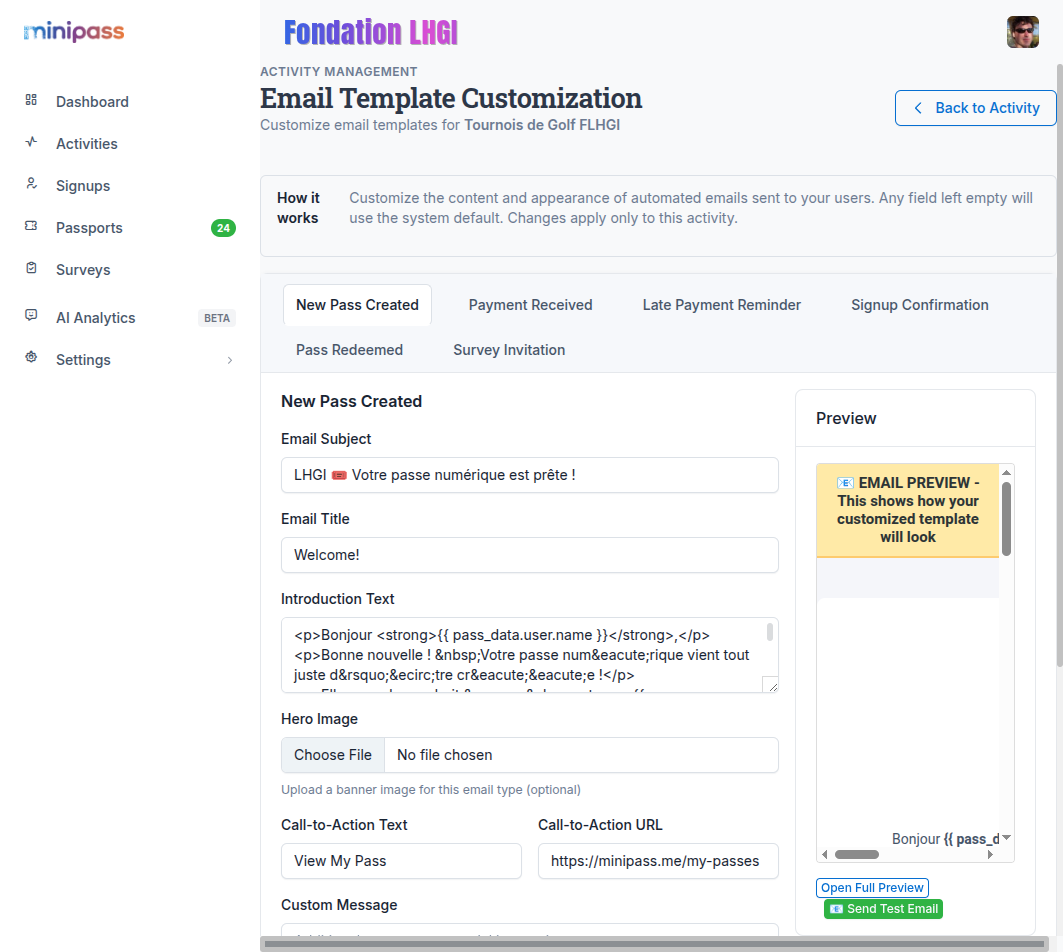 minipass
Fondation LHGI
Dashboard
Activities
Signups
Passports 24
Surveys
AI Analytics BETA
Settings
ACTIVITY MANAGEMENT
Email Template Customization
Customize email templates for Tournois de Golf FLHGI
Back to Activity
How it works
Customize the content and appearance of automated emails sent to your users. Any field left empty will
use the system default. Changes apply only to this activity.
New Pass Created Payment Received Late Payment Reminder Signup Confirmation
Pass Redeemed Survey Invitation
New Pass Created
Email Subject
LHGI 🎟️ Votre passe numérique est prête !
Email Title
Welcome!
Introduction Text
<p>Bonjour <strong>{{ pass_data.user.name }}</strong>,</p>
<p>Bonne nouvelle ! &nbsp;Votre passe num&eacute;rique vient tout
juste d&rsquo;&ecirc;tre cr&eacute;&eacute;e !</p>
Hero Image
Choose File No file chosen
Upload a banner image for this email type (optional)
Call-to-Action Text Call-to-Action URL
View My Pass https://minipass.me/my-passes
Custom Message
Preview
📧 EMAIL PREVIEW -
This shows how your
customized template
will look
Bonjour {{ pass_d
Open Full Preview
📧 Send Test Email